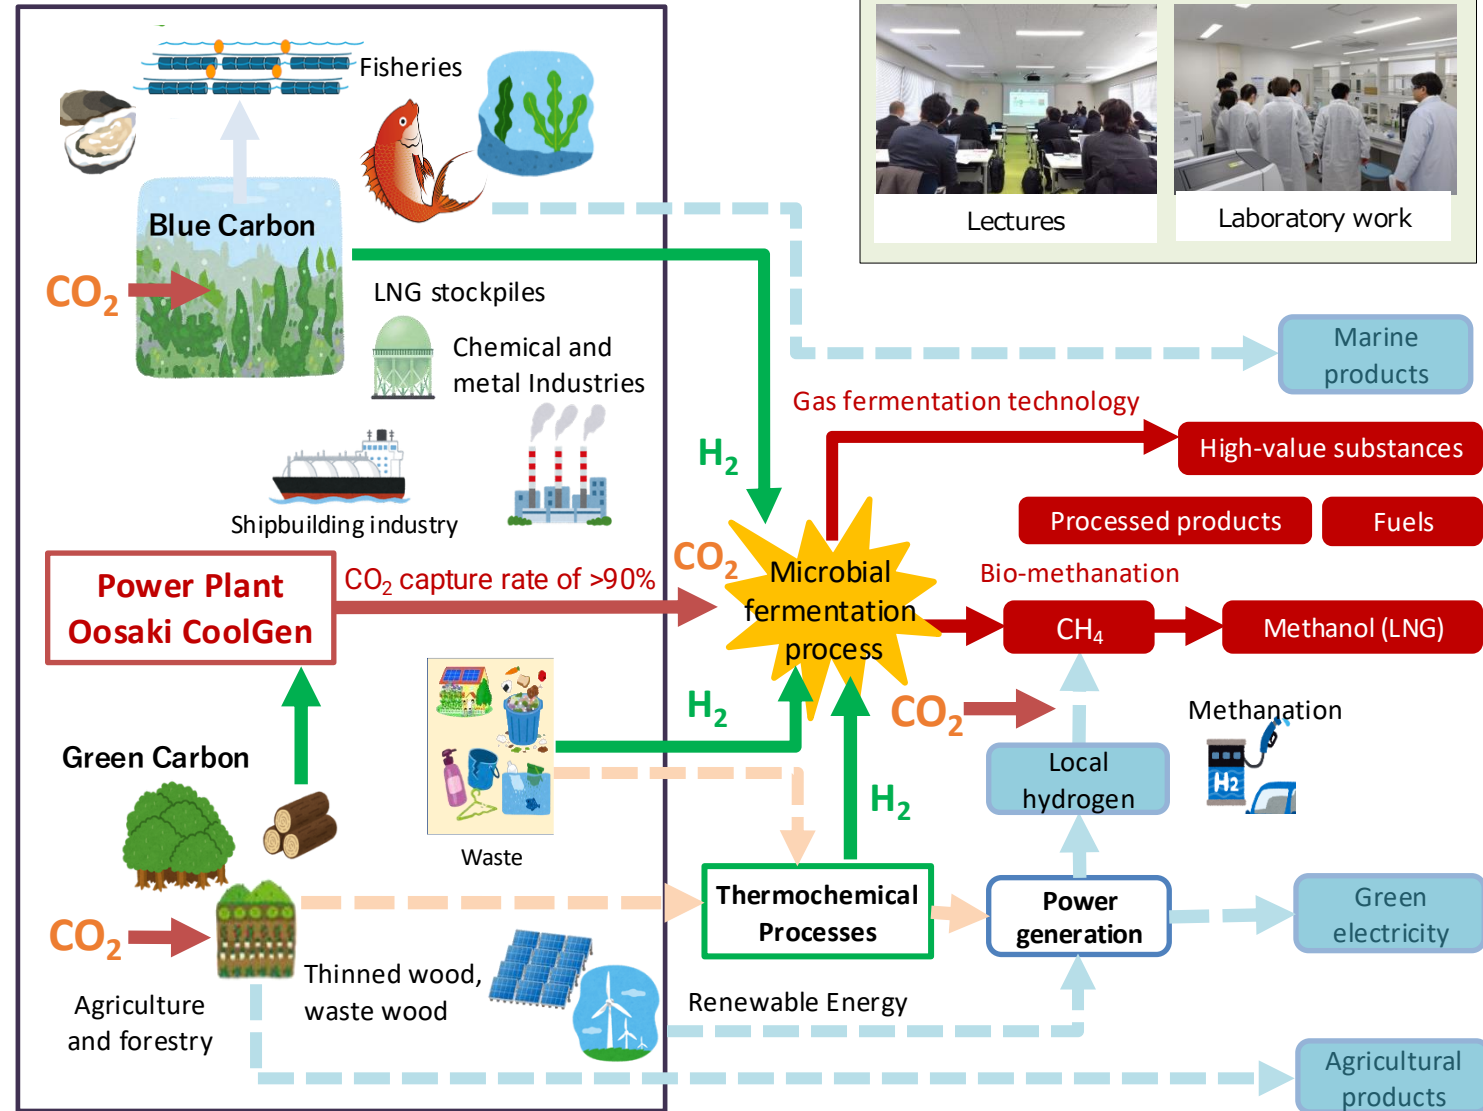 Fisheries
Lectures
Laboratory work
Blue Carbon
CO2
LNG stockpiles
Chemical and
metal Industries
Shipbuilding industry
Marine
products
Gas fermentation technology
High-value substances
H2
Processed products
Fuels
Power Plant
Oosaki CoolGen
CO2 capture rate of >90%
CO2
Microbial
fermentation
process
Bio-methanation
CH4
Methanol (LNG)
H2
CO2
Methanation
H2
Green Carbon
Local
hydrogen
H2
Waste
Thermochemical
Processes
Power
generation
Green
electricity
CO2
Thinned wood,
waste wood
Agriculture
and forestry
Renewable Energy
Agricultural
products